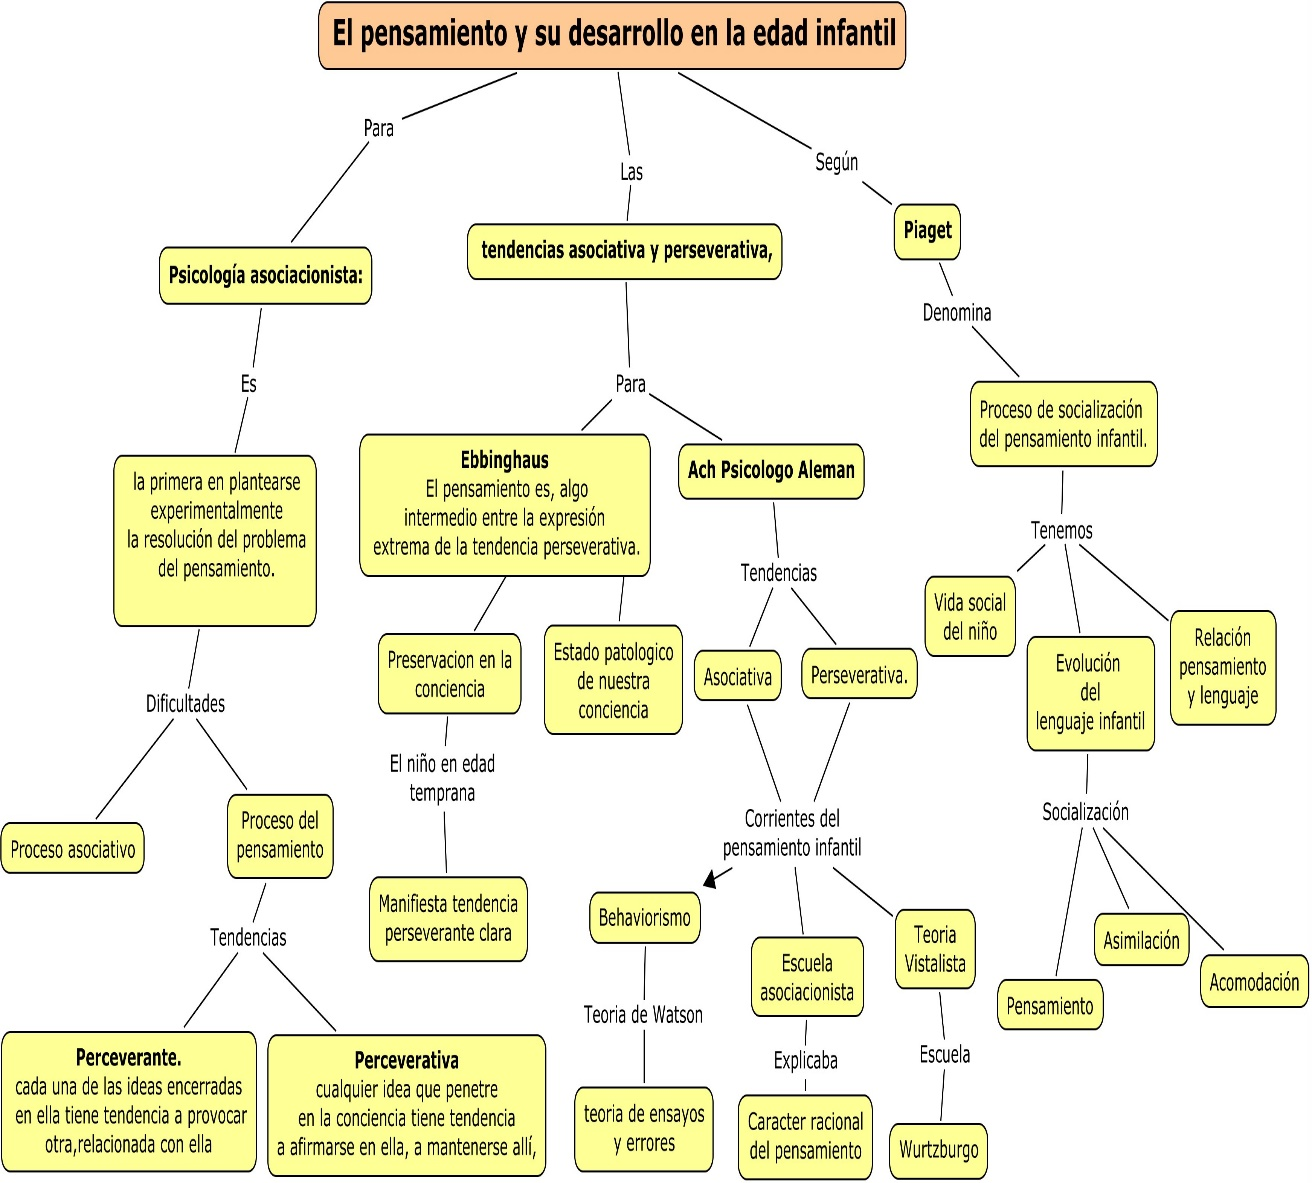 El pensamiento y su desarrollo en la edad infantil
Para
Las
Según
Psicología asociacionista:
tendencias asociativa y perseverativa,
Piaget
Es
Para
Denomina
la primera en plantearse
experimentalmente
la resolución del problema
del pensamiento.
Ebbinghaus
El pensamiento es, algo
intermedio entre la expresión
extrema de la tendencia perseverativa.
Ach Psicologo Aleman
Proceso de socialización
del pensamiento infantil.
Dificultades
Preservacion en la
conciencia
Estado patologico
de nuestra
conciencia
Tendencias
Asociativa
Perseverativa.
Tenemos
Vida social
del niño
Evolución
del
lenguaje infantil
Relación
pensamiento
y lenguaje
Proceso asociativo
Proceso del
pensamiento
El niño en edad
temprana
Manifiesta tendencia
perseverante clara
Corrientes del
pensamiento infantil
Socialización
Tendencias
Behaviorismo
Escuela
asociacionista
Teoria
Vistalista
Pensamiento
Asimilación
Acomodación
Perceverante.
cada una de las ideas encerradas
en ella tiene tendencia a provocar
otra,relacionada con ella
Perceverativa
cualquier idea que penetre
en la conciencia tiene tendencia
a afirmarse en ella, a mantenerse allí,
Teoria de Watson
Explicaba
Escuela
teoria de ensayos
y errores
Caracter racional
del pensamiento
Wurtzburgo